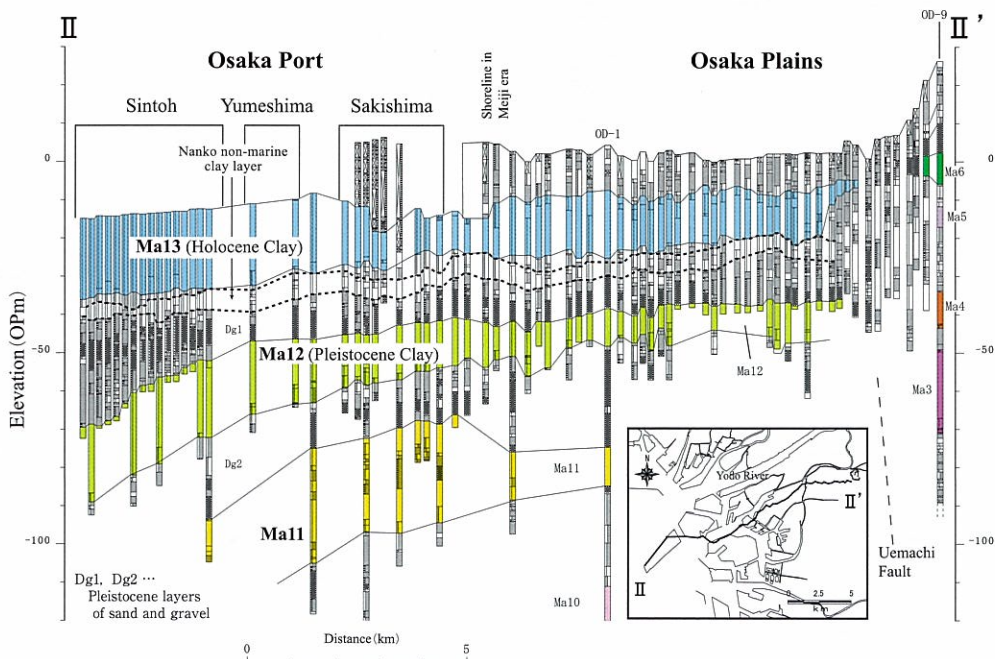 II
II'
OD-9
Osaka Port
Osaka Plains
Shoreline in
Meiji era
Sintoh
Yumeshima
Sakishima
OD-1
Nanko non-marine
clay layer
0
0
Ma6
Ma5
Ma13 (Holocene Clay)
Ma4
Dg1
-50
-50
Ma12 (Pleistocene Clay)
Ma12
Ma3
Elevation (OPm)
Dg2
Ma11
Ma11
N
Yodo River
II'
II
0 2.5 5
km
-100
-100
Uemachi
Fault
Dg1, Dg2 ···
Pleistocene layers
of sand and gravel
Ma10
Distance (km)
0
5